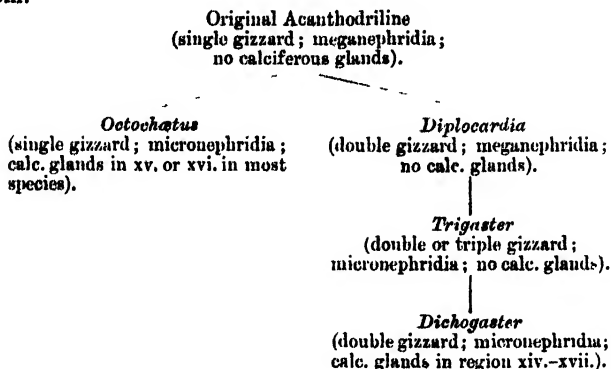 Original Acanthodriline
(single gizzard; meganephridia;
no calciferous glands).
Octochætus
(single gizzard; micronephridia;
calc. glands in xv. or xvi. in most
species).
Diplocardia
(double gizzard; meganephridia;
no calc. glands).
Trigaster
(double or triple gizzard;
micronephridia; no calc. glands).
Dichogaster
(double gizzard; micronephridia;
calc. glands in region xiv.–xvii.).